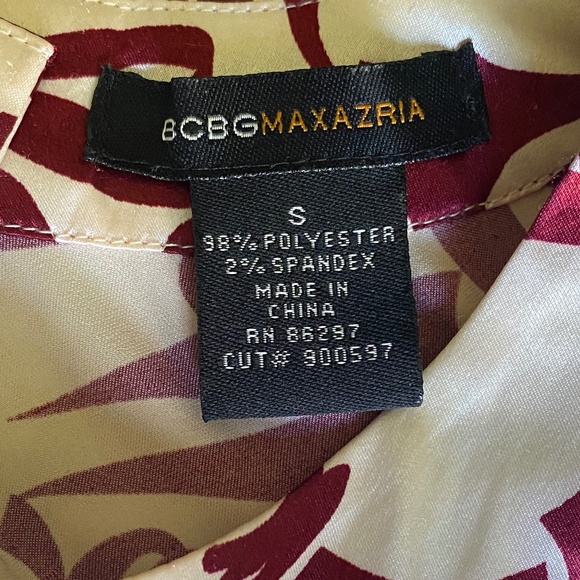 BCBGMAXAZRIA
S
98% POLYESTER
2% SPANDEX
MADE IN
CHINA
RN 86297
CUT# 900597